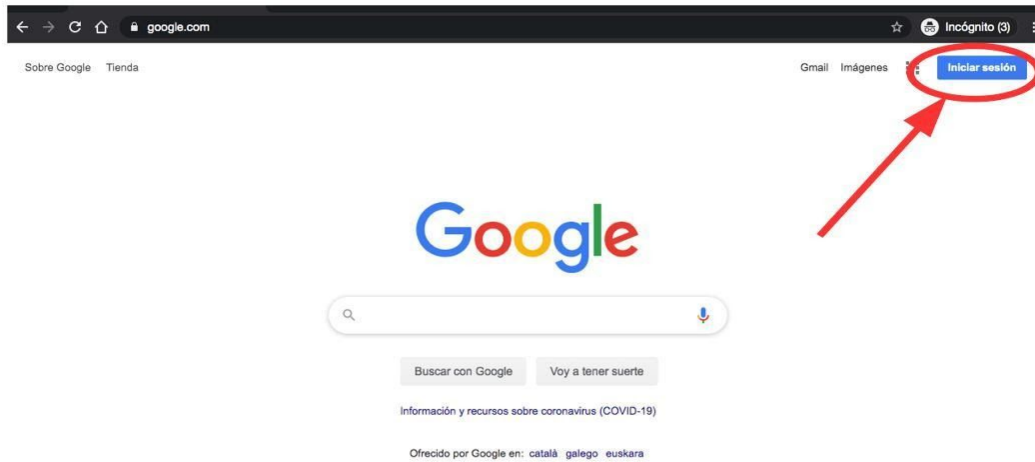 google.com
Incógnito (3)
Sobre Google Tienda
Gmail Imágenes
Iniciar sesión
Google
Buscar con Google
Voy a tener suerte
Información y recursos sobre coronavirus (COVID-19)
Ofrecido por Google en: català galego euskara